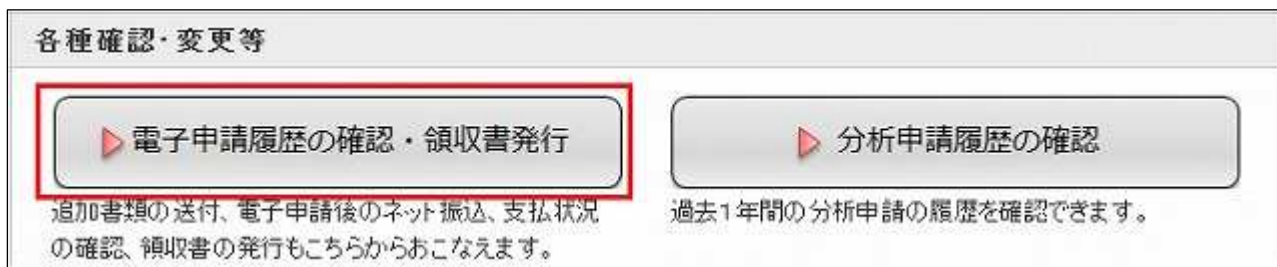 各種確認・変更等
電子申請履歴の確認・領収書発行
分析申請履歴の確認
追加書類の送付、電子申請後のネット振込、支払状況
の確認、領収書の発行もこちらからおこなえます。
過去1年間の分析申請の履歴を確認できます。